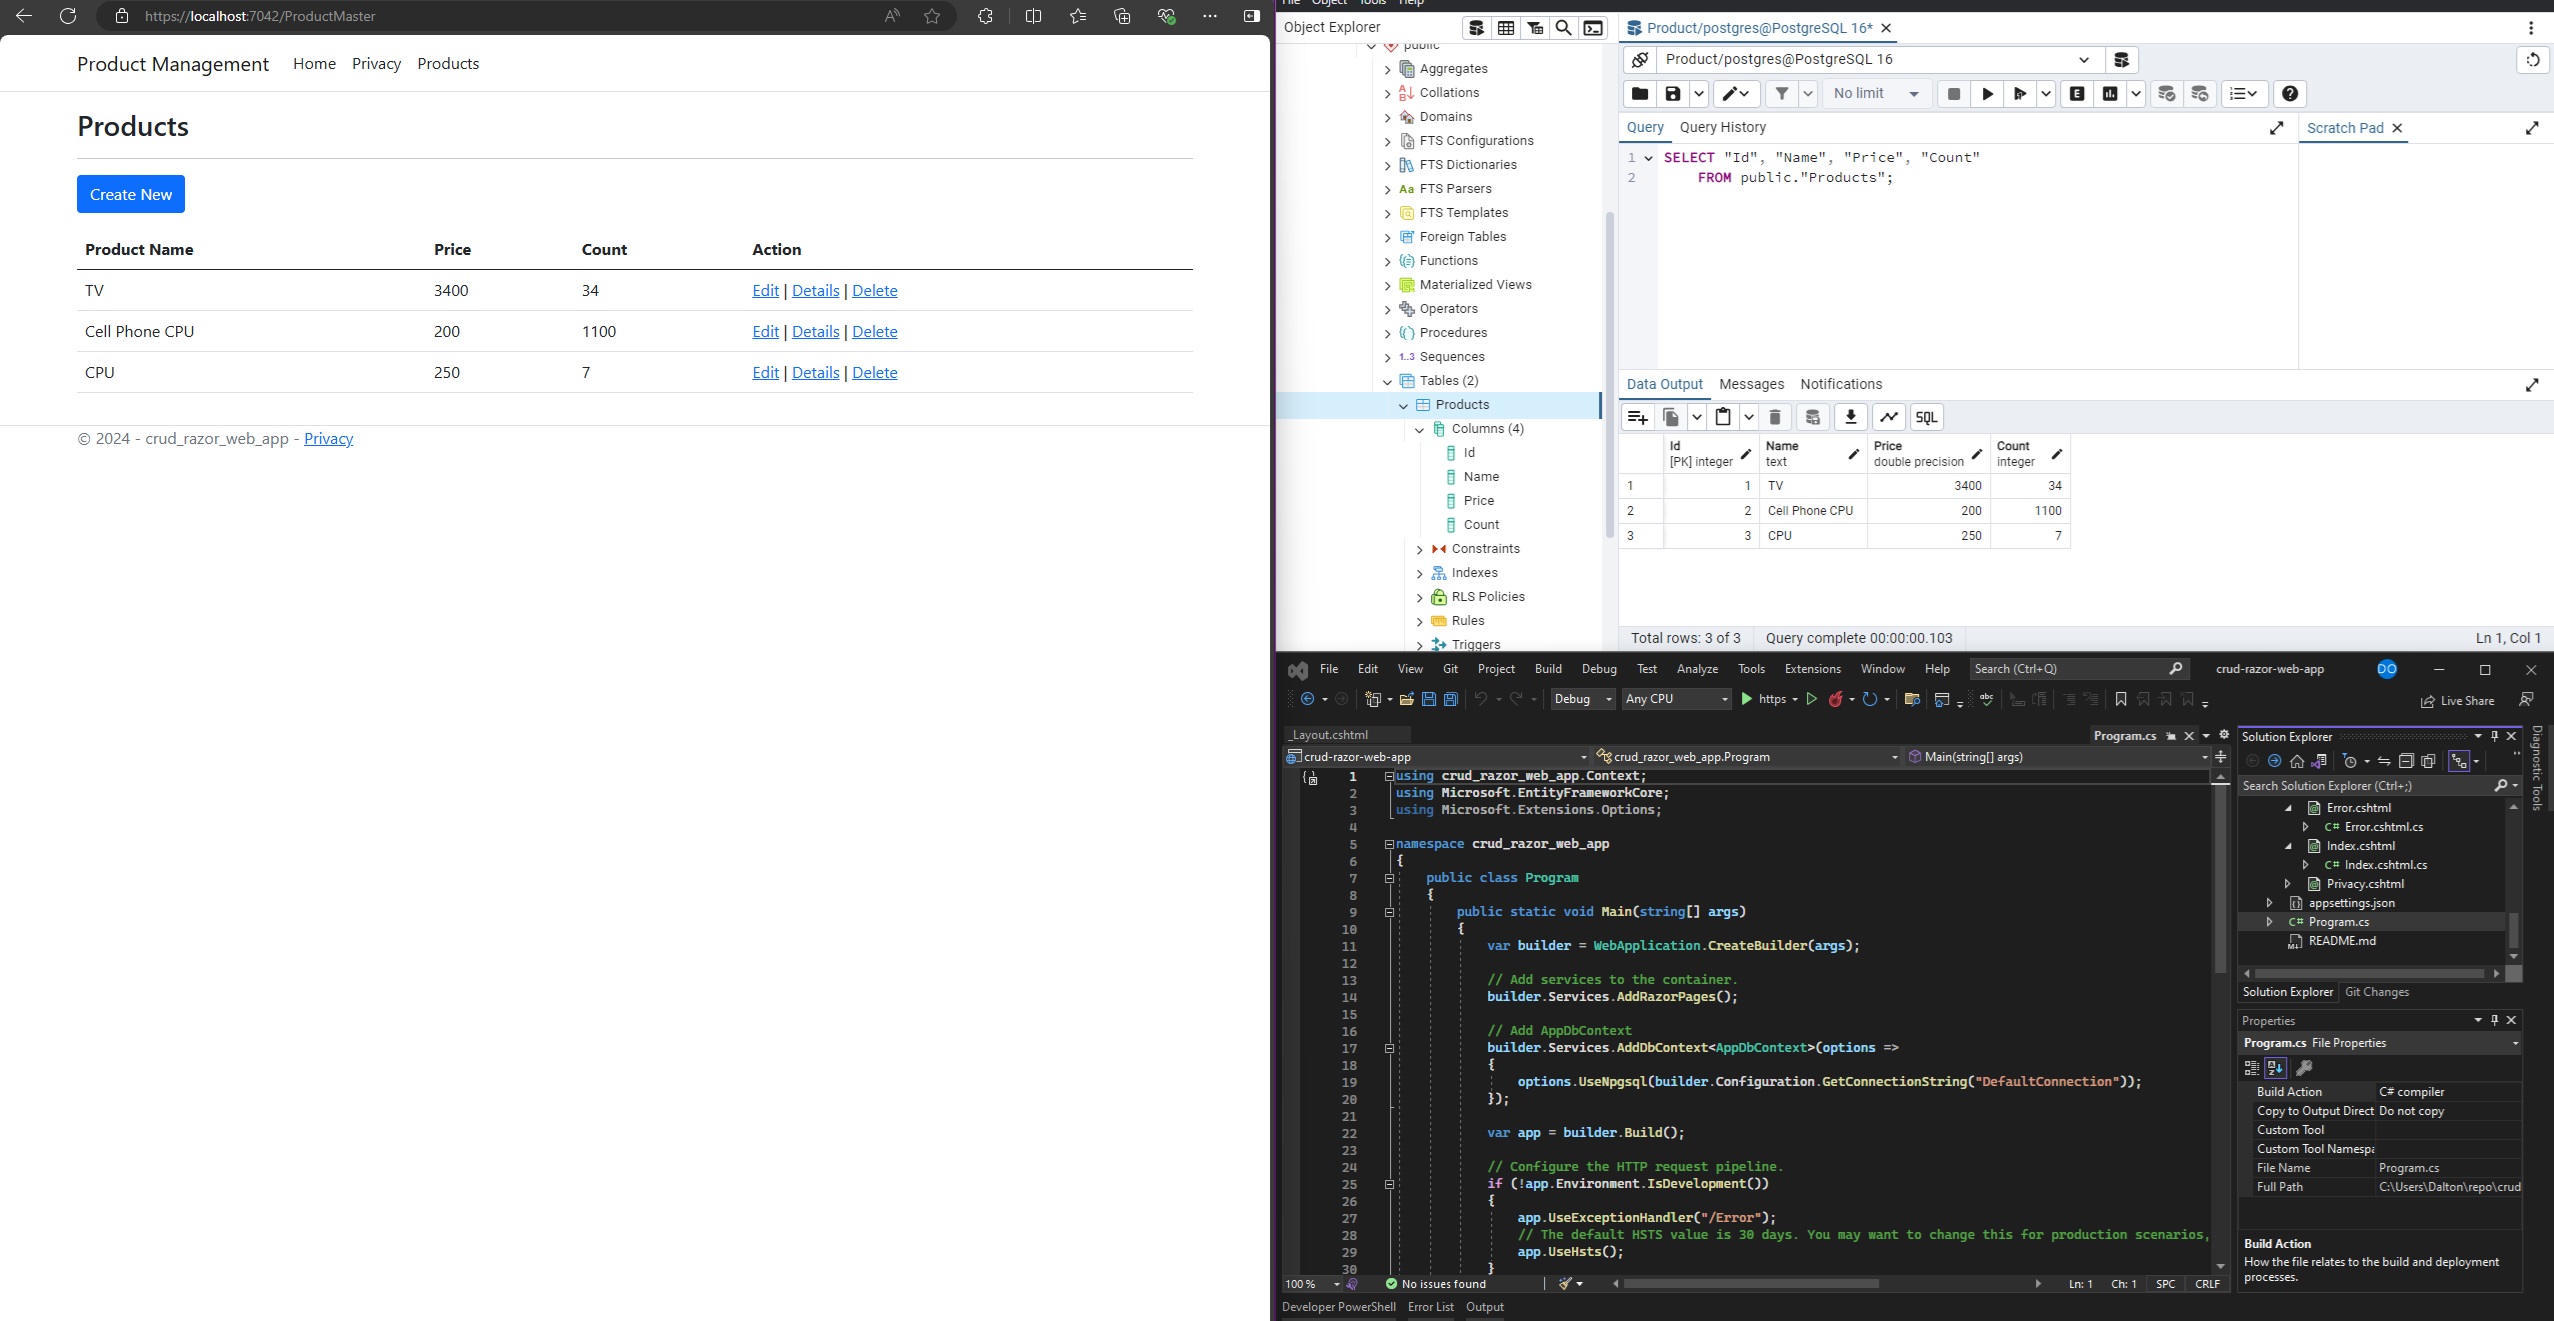 https://localhost:7042/ProductMaster
Product Management Home Privacy Products
Products
Create New
Product Name Price Count Action
TV 3400 34 Edit | Details | Delete
Cell Phone CPU 200 1100 Edit | Details | Delete
CPU 250 7 Edit | Details | Delete
© 2024 - crud_razor_web_app - Privacy
File Object Tools Help
Object Explorer
public
Aggregates
Collations
Domains
FTS Configurations
FTS Dictionaries
Aa FTS Parsers
FTS Templates
Foreign Tables
Functions
Materialized Views
Operators
Procedures
1..3 Sequences
Tables (2)
Products
Columns (4)
Id
Name
Price
Count
Constraints
Indexes
RLS Policies
Rules
Triggers
Product/postgres@PostgreSQL 16*
Product/postgres@PostgreSQL 16
No limit
E
Query Query History
Scratch Pad
1 SELECT "Id", "Name", "Price", "Count"
2 FROM public."Products";
Data Output Messages Notifications
SQL
Id Name Price Count
[PK] integer text double precision integer
1 1 TV 3400 34
2 2 Cell Phone CPU 200 1100
3 3 CPU 250 7
Total rows: 3 of 3 Query complete 00:00:00.103 Ln 1, Col 1
File Edit View Git Project Build Debug Test Analyze Tools Extensions Window Help Search (Ctrl+Q) crud-razor-web-app DO
Debug Any CPU https Live Share
_Layout.cshtml Program.cs
crud-razor-web-app crud_razor_web_app.Program Main(string[] args)
1 using crud_razor_web_app.Context;
2 using Microsoft.EntityFrameworkCore;
3 using Microsoft.Extensions.Options;
4
5 namespace crud_razor_web_app
6 {
7 public class Program
8 {
9 public static void Main(string[] args)
10 {
11 var builder = WebApplication.CreateBuilder(args);
12
13 // Add services to the container.
14 builder.Services.AddRazorPages();
15
16 // Add AppDbContext
17 builder.Services.AddDbContext<AppDbContext>(options =>
18 {
19 options.UseNpgsql(builder.Configuration.GetConnectionString("DefaultConnection"));
20 });
21
22 var app = builder.Build();
23
24 // Configure the HTTP request pipeline.
25 if (!app.Environment.IsDevelopment())
26 {
27 app.UseExceptionHandler("/Error");
28 // The default HSTS value is 30 days. You may want to change this for production scenarios,
29 app.UseHsts();
30 }
100 % No issues found Ln: 1 Ch: 1 SPC CRLF
Developer PowerShell Error List Output
Solution Explorer
Search Solution Explorer (Ctrl+;)
Error.cshtml
C# Error.cshtml.cs
Index.cshtml
C# Index.cshtml.cs
Privacy.cshtml
appsettings.json
C# Program.cs
README.md
Solution Explorer Git Changes
Properties
Program.cs File Properties
Build Action C# compiler
Copy to Output Direct Do not copy
Custom Tool
Custom Tool Namespa
File Name Program.cs
Full Path C:\Users\Dalton\repo\crud
Build Action
How the file relates to the build and deployment
processes.
Diagnostic Tools